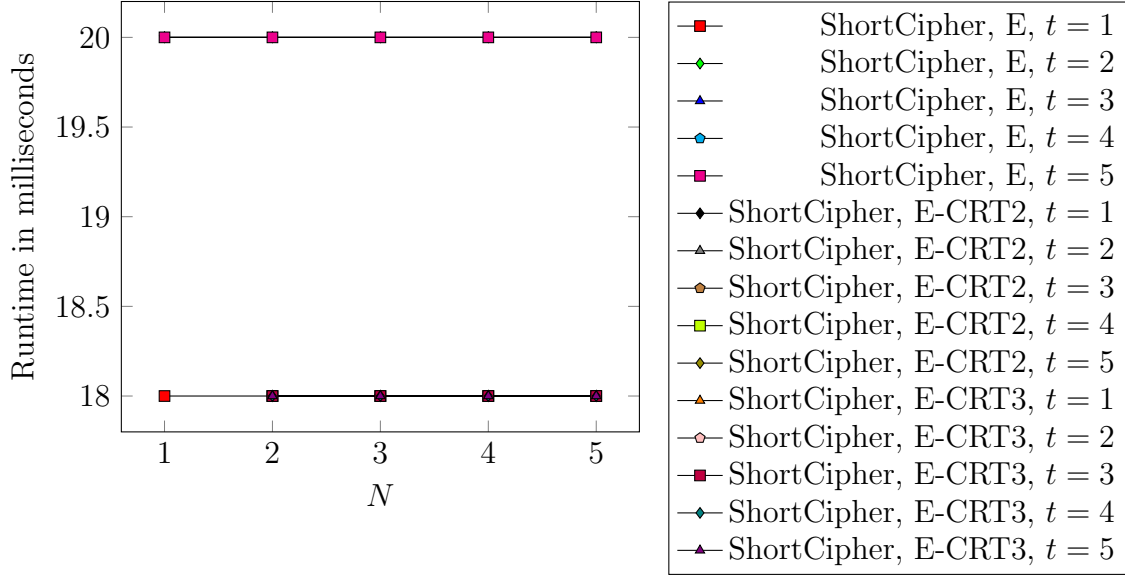 20
19.5
19
18.5
18
Runtime in milliseconds
1 2 3 4 5
N
ShortCipher, E, t = 1
ShortCipher, E, t = 2
ShortCipher, E, t = 3
ShortCipher, E, t = 4
ShortCipher, E, t = 5
ShortCipher, E-CRT2, t = 1
ShortCipher, E-CRT2, t = 2
ShortCipher, E-CRT2, t = 3
ShortCipher, E-CRT2, t = 4
ShortCipher, E-CRT2, t = 5
ShortCipher, E-CRT3, t = 1
ShortCipher, E-CRT3, t = 2
ShortCipher, E-CRT3, t = 3
ShortCipher, E-CRT3, t = 4
ShortCipher, E-CRT3, t = 5